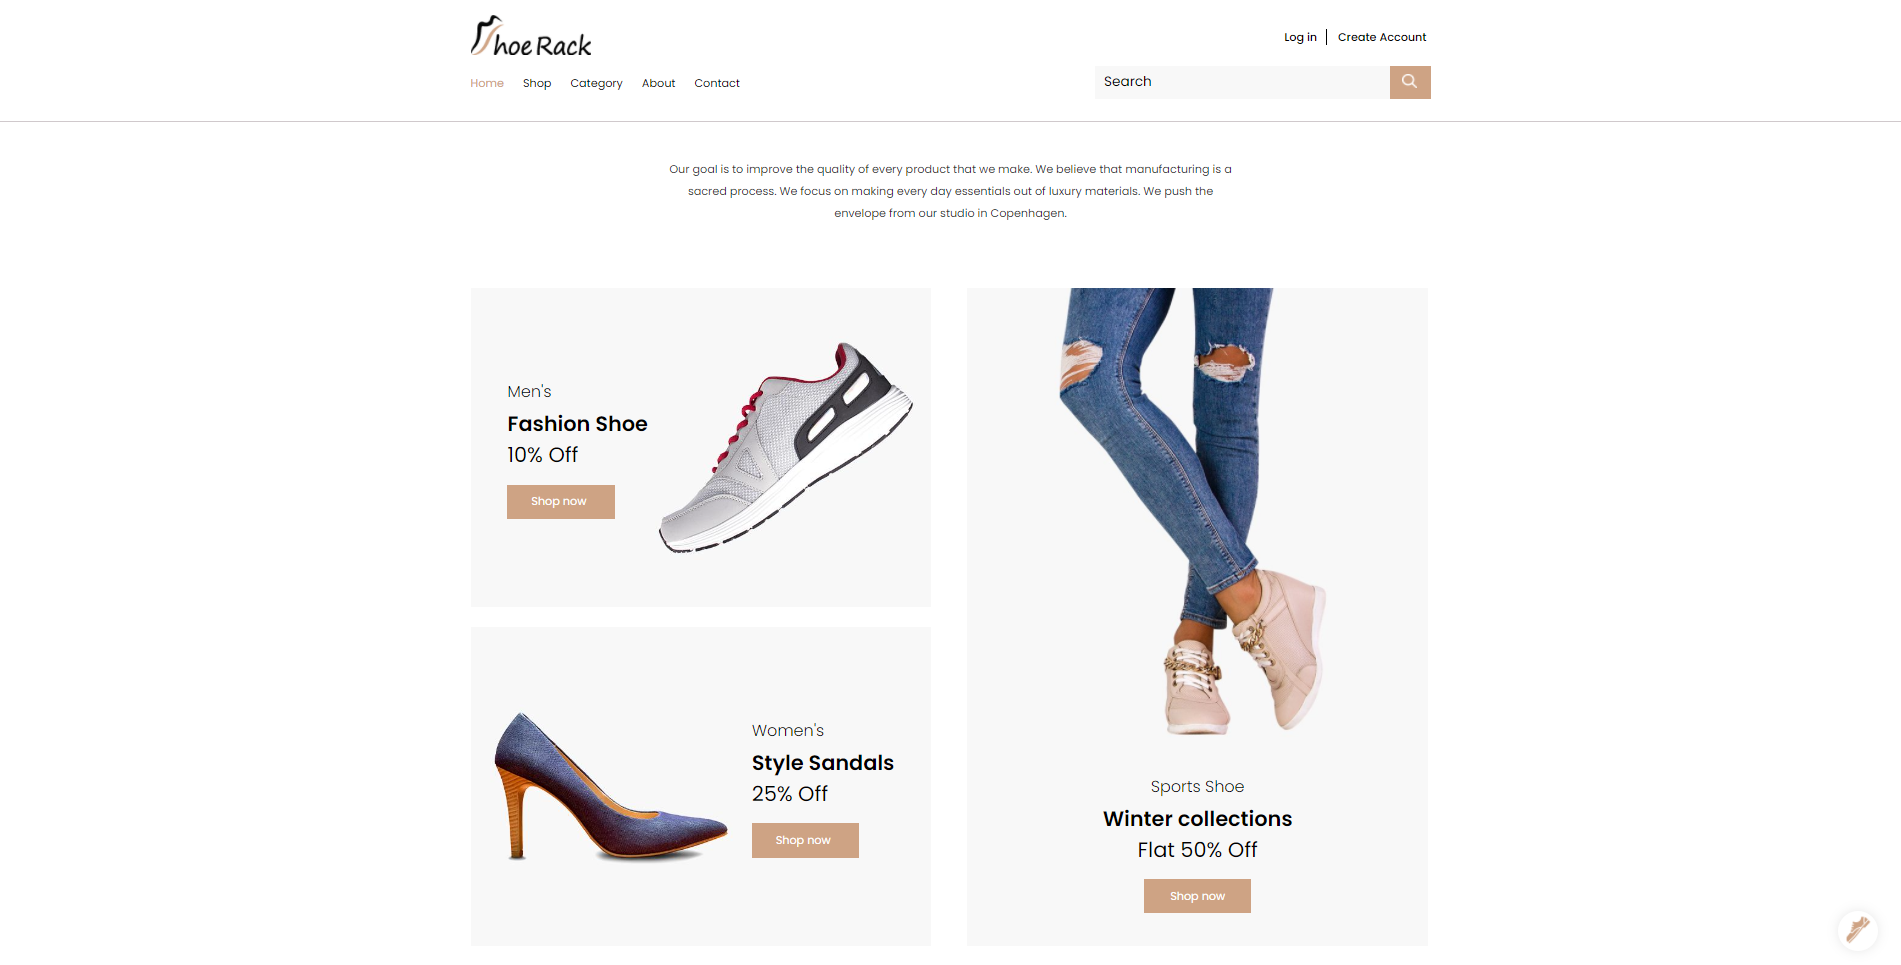 Shoe Rack
Log in
Create Account
Home
Shop
Category
About
Contact
Search
Our goal is to improve the quality of every product that we make. We believe that manufacturing is a
sacred process. We focus on making every day essentials out of luxury materials. We push the
envelope from our studio in Copenhagen.
Men's
Fashion Shoe
10% Off
Shop now
Women's
Style Sandals
25% Off
Shop now
Sports Shoe
Winter collections
Flat 50% Off
Shop now